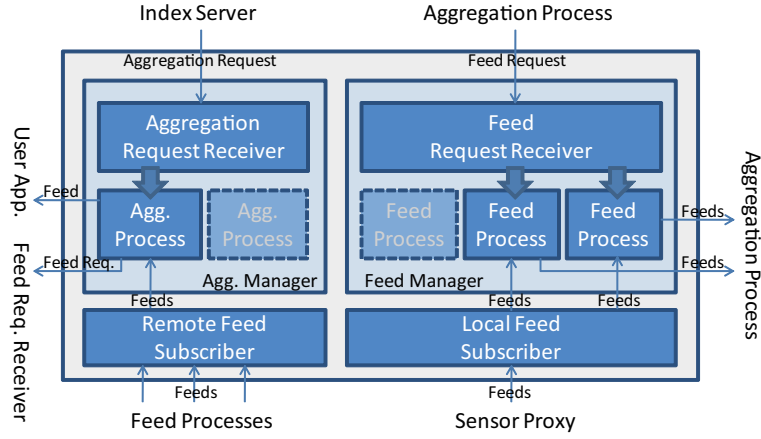 Index Server
Aggregation Process
Aggregation Request
Feed Request
Aggregation
Request Receiver
Feed
Request Receiver
User App.
Feed
Agg.
Process
Agg.
Process
Feed
Process
Feed
Process
Feed
Process
Feeds
Aggregation
Process
Feed Req.
Feed Req. Receiver
Feeds
Agg. Manager
Feed Manager
Feeds
Feeds
Feeds
Remote Feed
Subscriber
Local Feed
Subscriber
Feeds
Feeds
Feed Processes
Sensor Proxy